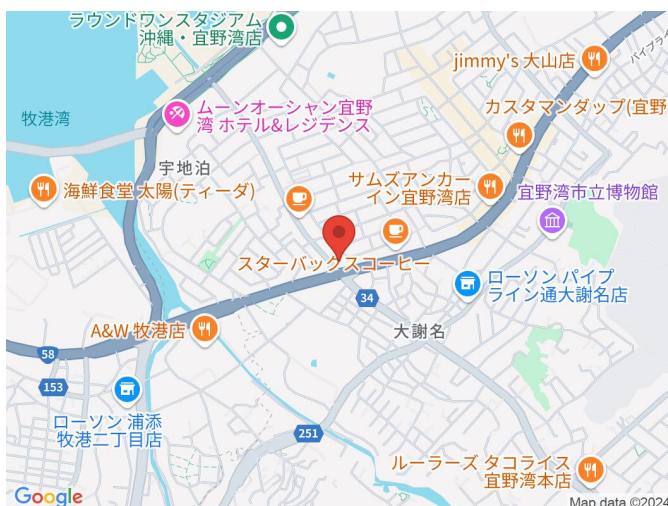 ラウンドワンスタジアム
沖縄・宜野湾店
jimmy's 大山店
パイプライ
ムーンオーシャン宜野
湾 ホテル&レジデンス
牧港湾
カスタマンダップ(宜野
宇地泊
サムズアンカー
イン宜野湾店
海鮮食堂 太陽(ティーダ)
宜野湾市立博物館
スターバックスコーヒー
ローソン パイプ
ライン通大謝名店
34
A&W 牧港店
大謝名
58
153
ローソン 浦添
牧港二丁目店
251
ルーラーズ タコライス
宜野湾本店
Google
Map data ©2024